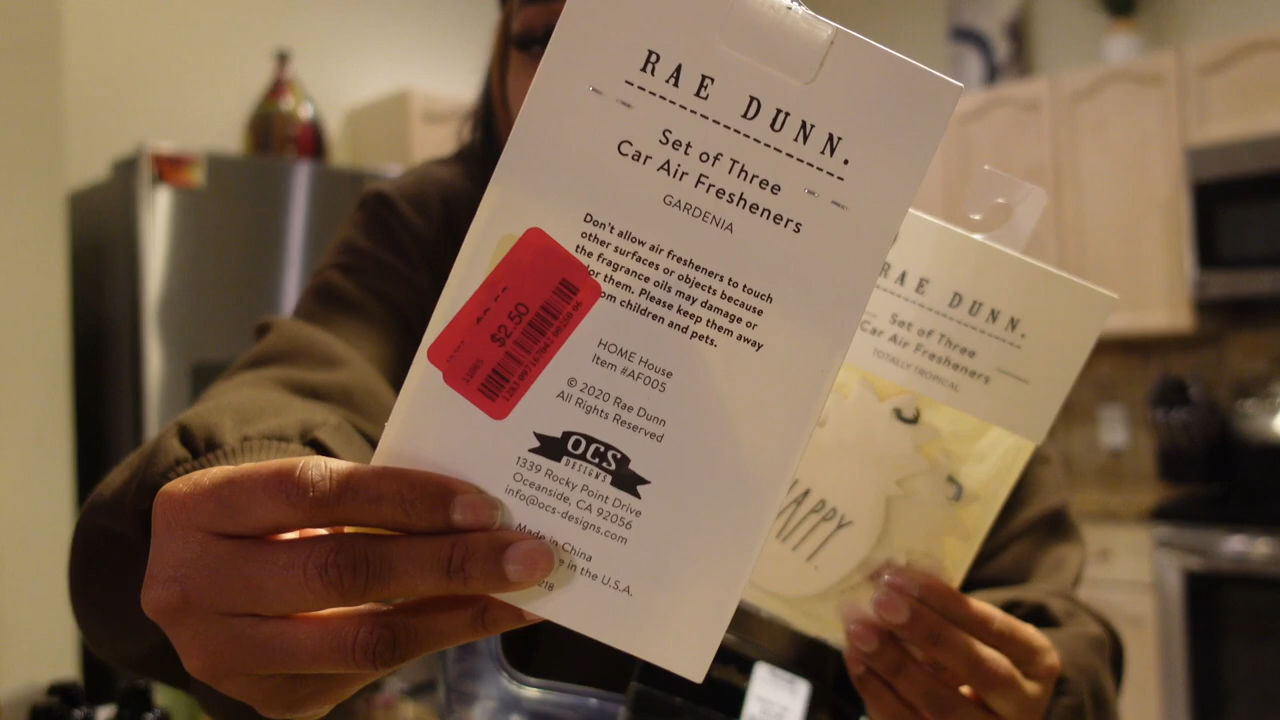 RAE DUNN.
Set of Three
Car Air Fresheners
GARDENIA
Don't allow air fresheners to touch
other surfaces or objects because
the fragrance oils may damage or
them. Please keep them away
from children and pets.
$2.50
HOME House
Item #AF005
© 2020 Rae Dunn
All Rights Reserved
OCS
DESIGNS
1339 Rocky Point Drive
Oceanside, CA 92056
info@ocs-designs.com
Made in China
in the U.S.A.
RAE DUNN.
Set of Three
Car Air Fresheners
TOTALLY TROPICAL
HAPPY.